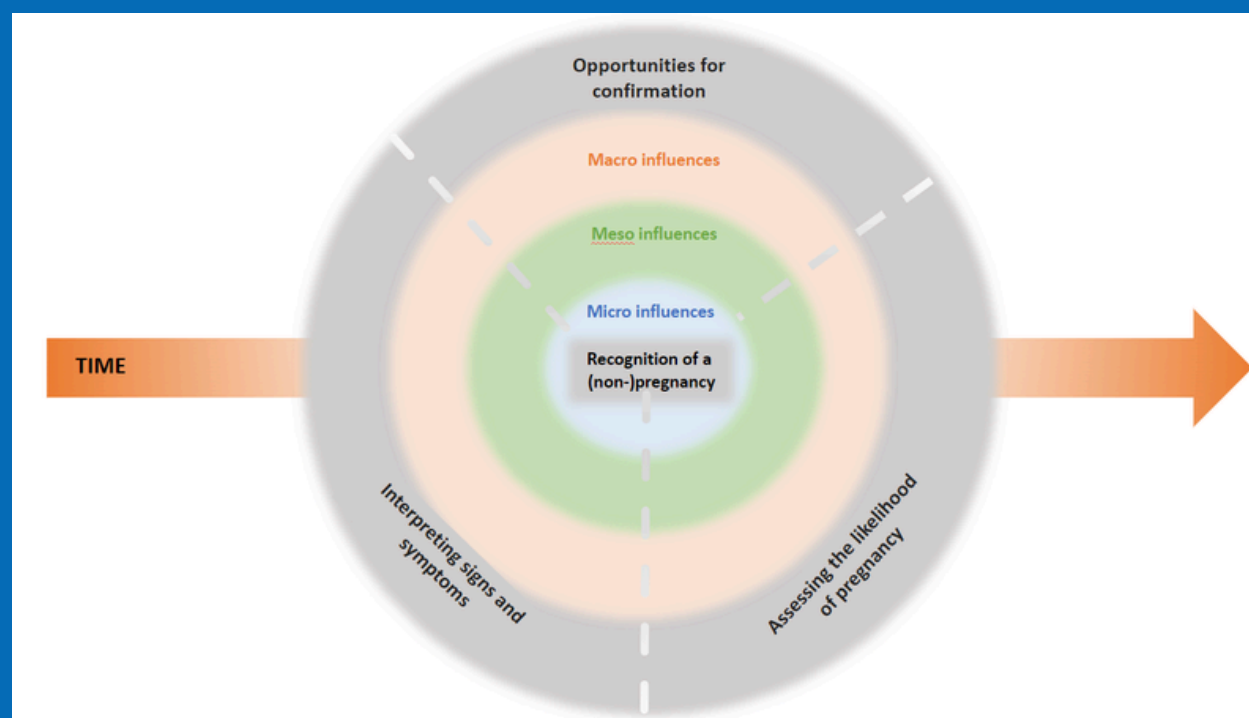 Opportunities for
confirmation
Macro influences
Meso influences
Micro influences
TIME
Recognition of a
(non-)pregnancy
Interpreting signs and
symptoms
Assessing the likelihood
of pregnancy